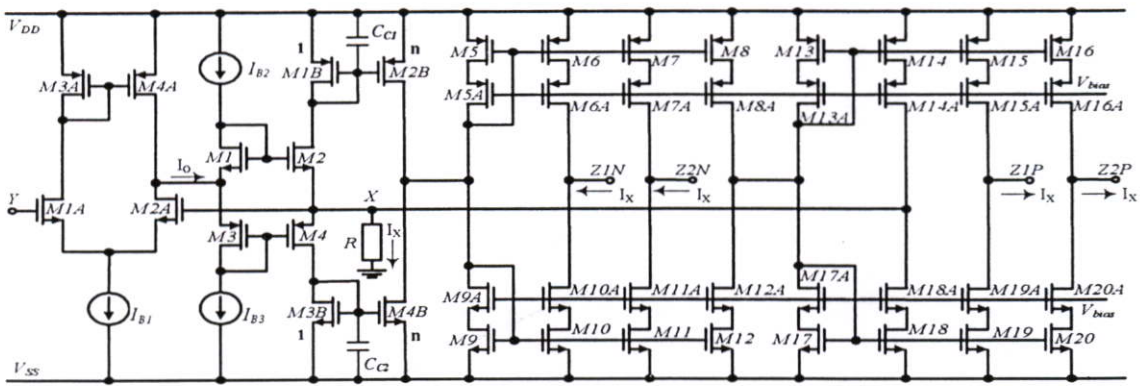 V_DD
C_C1
1
n
M5
M6
M7
M8
M13
M14
M15
M16
M3A
M4A
I_B2
M1B
M2B
V_bias
M5A
M6A
M7A
M8A
M13A
M14A
M15A
M16A
I_o
M1
M2
Z1N
Z2N
Z1P
Z2P
I_x
I_x
I_x
I_x
Y
M1A
M2A
X
M3
M4
R
I_x
M17A
M9A
M10A
M11A
M12A
M18A
M19A
M20A
I_B1
I_B3
M3B
M4B
V_bias
M9
M10
M11
M12
M17
M18
M19
M20
1
n
C_C2
V_SS